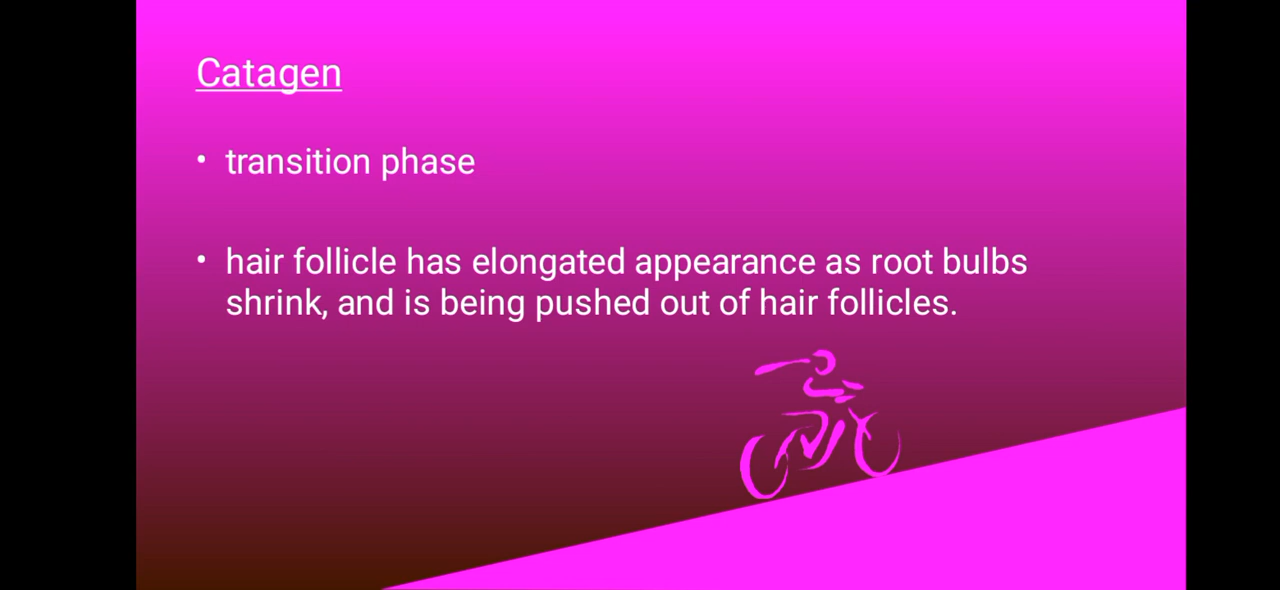 Catagen
• transition phase
• hair follicle has elongated appearance as root bulbs
shrink, and is being pushed out of hair follicles.